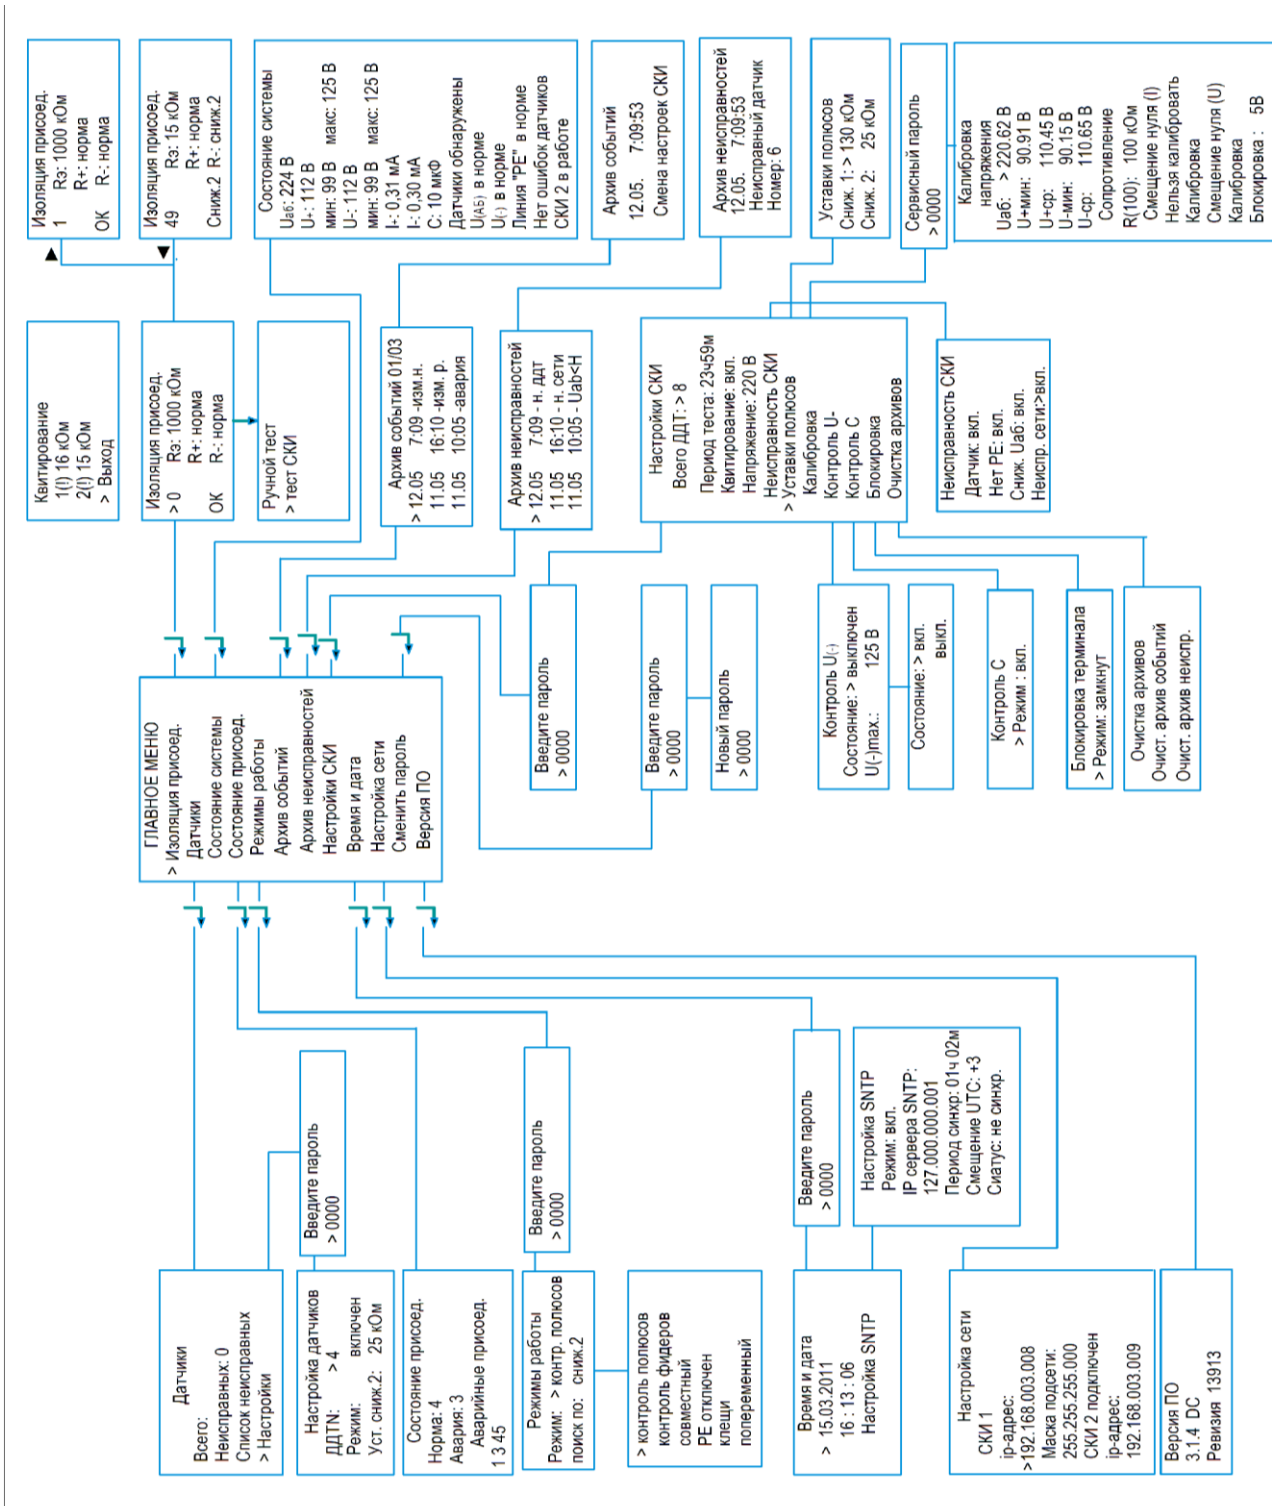 ГЛАВНОЕ МЕНЮ
> Изоляция присоед.
Датчики
Состояние системы
Состояние присоед.
Режимы работы
Архив событий
Архив неисправностей
Настройки СКИ
Время и дата
Настройка сети
Сменить пароль
Версия ПО
Датчики
Всего:
Неисправных: 0
Список неисправных
> Настройки
Введите пароль
> 0000
Настройка датчиков
ДДТN: > 4
Режим: включен
Уст. сниж.2: 25 кОм
Состояние присоед.
Норма: 4
Авария: 3
Аварийные присоед.
1 3 45
Введите пароль
> 0000
Режимы работы
Режим: > контр. полюсов
поиск по: сниж.2
> контроль полюсов
контроль фидеров
совместный
PE отключен
клещи
попеременный
Введите пароль
> 0000
Время и дата
> 15.03.2011
16 : 13 : 06
Настройка SNTP
Настройка SNTP
Режим: вкл.
IP сервера SNTP:
127.000.000.001
Период синхр: 01ч 02м
Смещение UTC: +3
Сиатус: не синхр.
Настройка сети
СКИ 1
ip-адрес:
>192.168.003.008
Маска подсети:
255.255.255.000
СКИ 2 подключен
ip-адрес:
192.168.003.009
Версия ПО
3.1.4 DC
Ревизия 13913
Квитирование
1(!) 16 кОм
2(!) 15 кОм
> Выход
Изоляция присоед.
> 0 Rэ: 1000 кОм
R+: норма
OK R-: норма
Ручной тест
> тест СКИ
Изоляция присоед.
1 Rэ: 1000 кОм
R+: норма
OK R-: норма
Изоляция присоед.
49 Rэ: 15 кОм
R+: норма
Сниж.2 R-: сниж.2
Состояние системы
Uаб: 224 В
U+: 112 В
мин: 99 В макс: 125 В
U-: 112 В
мин: 99 В макс: 125 В
I+: 0,31 мА
I-: 0,30 мА
C: 10 мкФ
Датчики обнаружены
U(АБ) в норме
U(-) в норме
Линия "PE" в норме
Нет ошибок датчиков
СКИ 2 в работе
Архив событий 01/03
> 12.05 7:09 -изм.н.
11.05 16:10 -изм. р.
11.05 10:05 -авария
Архив событий
12.05. 7:09:53
Смена настроек СКИ
Архив неисправностей
> 12.05 7:09 - н. ддт
11.05 16:10 - н. сети
11.05 10:05 - Uab<H
Архив неисправностей
12.05. 7:09:53
Неисправный датчик
Номер: 6
Введите пароль
> 0000
Настройки СКИ
Всего ДДТ: > 8
Период теста: 23ч59м
Квитирование: вкл.
Напряжение: 220 В
Неисправность СКИ
> Уставки полюсов
Калибровка
Контроль U-
Контроль C
Блокировка
Очистка архивов
Уставки полюсов
Сниж. 1: > 130 кОм
Сниж. 2: 25 кОм
Сервисный пароль
> 0000
Калибровка
напряжения
Uаб: > 220.62 В
U+мин: 90.91 В
U+ср: 110.45 В
U-мин: 90.15 В
U-ср: 110.65 В
Сопротивление
R(100): 100 кОм
Смещение нуля (I)
Нельзя калибровать
Калибровка
Смещение нуля (U)
Калибровка
Блокировка : 5В
Неисправность СКИ
Датчик: вкл.
Нет PE: вкл.
Сниж. Uаб: вкл.
Неиспр. сети:>вкл.
Введите пароль
> 0000
Новый пароль
> 0000
Контроль U(-)
Состояние: > выключен
U(-)max.: 125 В
Состояние: > вкл.
выкл.
Контроль C
> Режим : вкл.
Блокировка терминала
> Режим: замкнут
Очистка архивов
Очист. архив событий
Очист. архив неиспр.